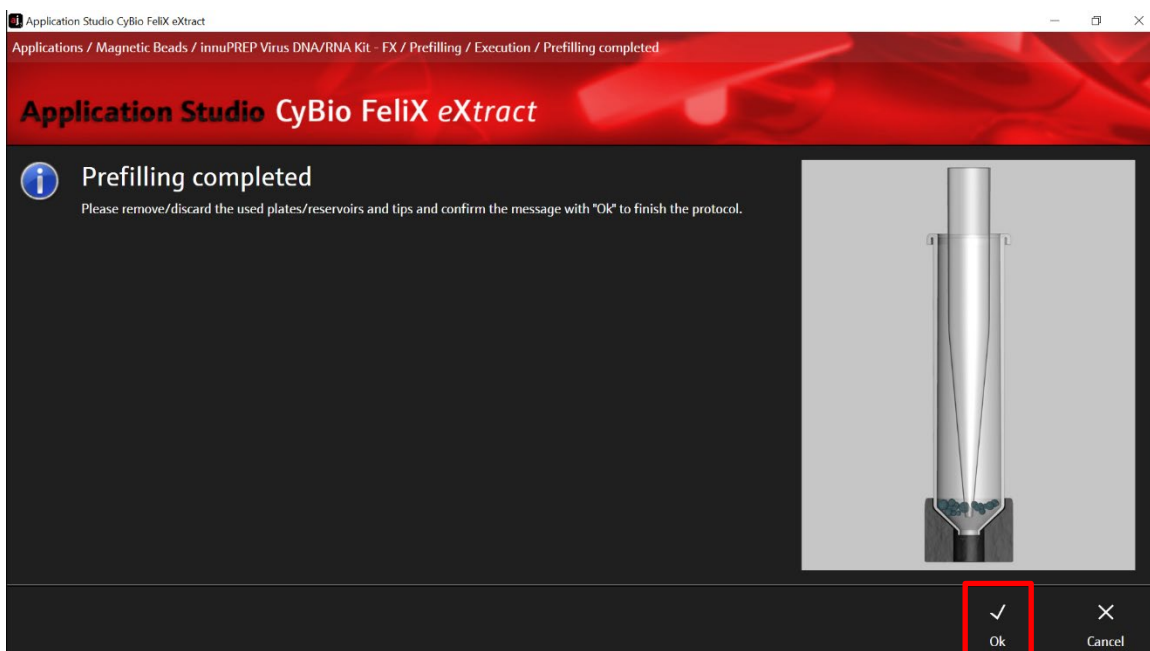 Application Studio CyBio FeliX eXtract
Applications / Magnetic Beads / innuPREP Virus DNA/RNA Kit - FX / Prefilling / Execution / Prefilling completed
Application Studio CyBio FeliX eXtract
Prefilling completed
Please remove/discard the used plates/reservoirs and tips and confirm the message with "Ok" to finish the protocol.
Ok
Cancel